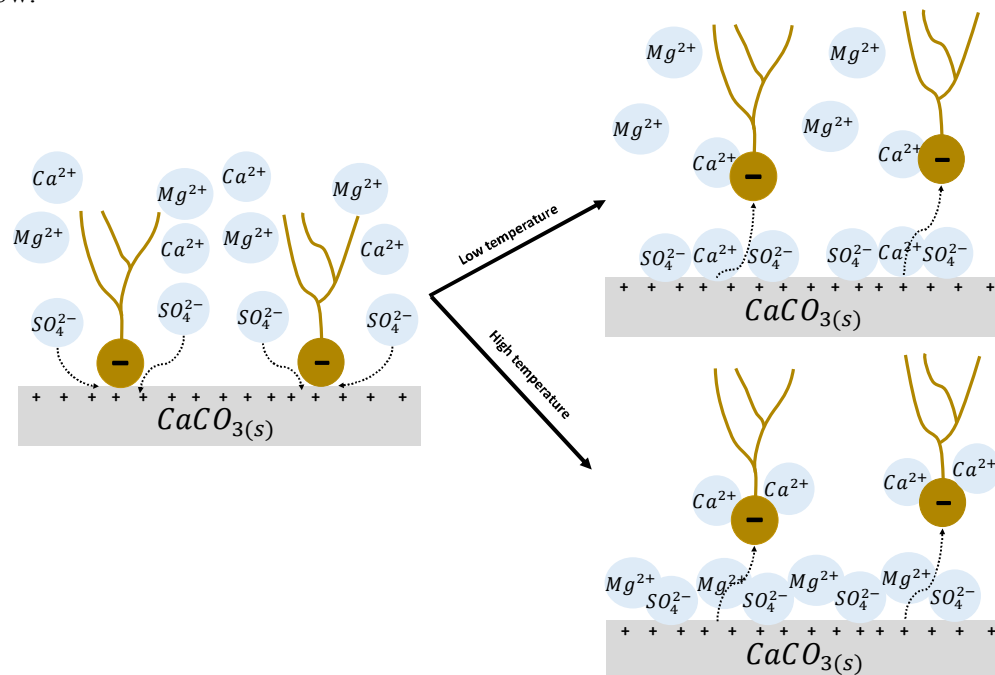 ow.
Ca²⁺
Ca²⁺
Mg²⁺
Mg²⁺
Mg²⁺
Mg²⁺
Ca²⁺
Ca²⁺
SO₄²⁻
SO₄²⁻
SO₄²⁻
SO₄²⁻
−
−
+ + + + + + + + + + + + + + +
CaCO₃₍ₛ₎
Low temperature
High temperature
Mg²⁺
Mg²⁺
Mg²⁺
Mg²⁺
Ca²⁺
Ca²⁺
−
−
SO₄²⁻
Ca²⁺
SO₄²⁻
SO₄²⁻
Ca²⁺
SO₄²⁻
+ + + + + + + + + + + + + + +
CaCO₃₍ₛ₎
Ca²⁺
Ca²⁺
Ca²⁺
Ca²⁺
−
−
Mg²⁺
Mg²⁺
Mg²⁺
Mg²⁺
SO₄²⁻
SO₄²⁻
SO₄²⁻
SO₄²⁻
+ + + + + + + + + + + + + + +
CaCO₃₍ₛ₎